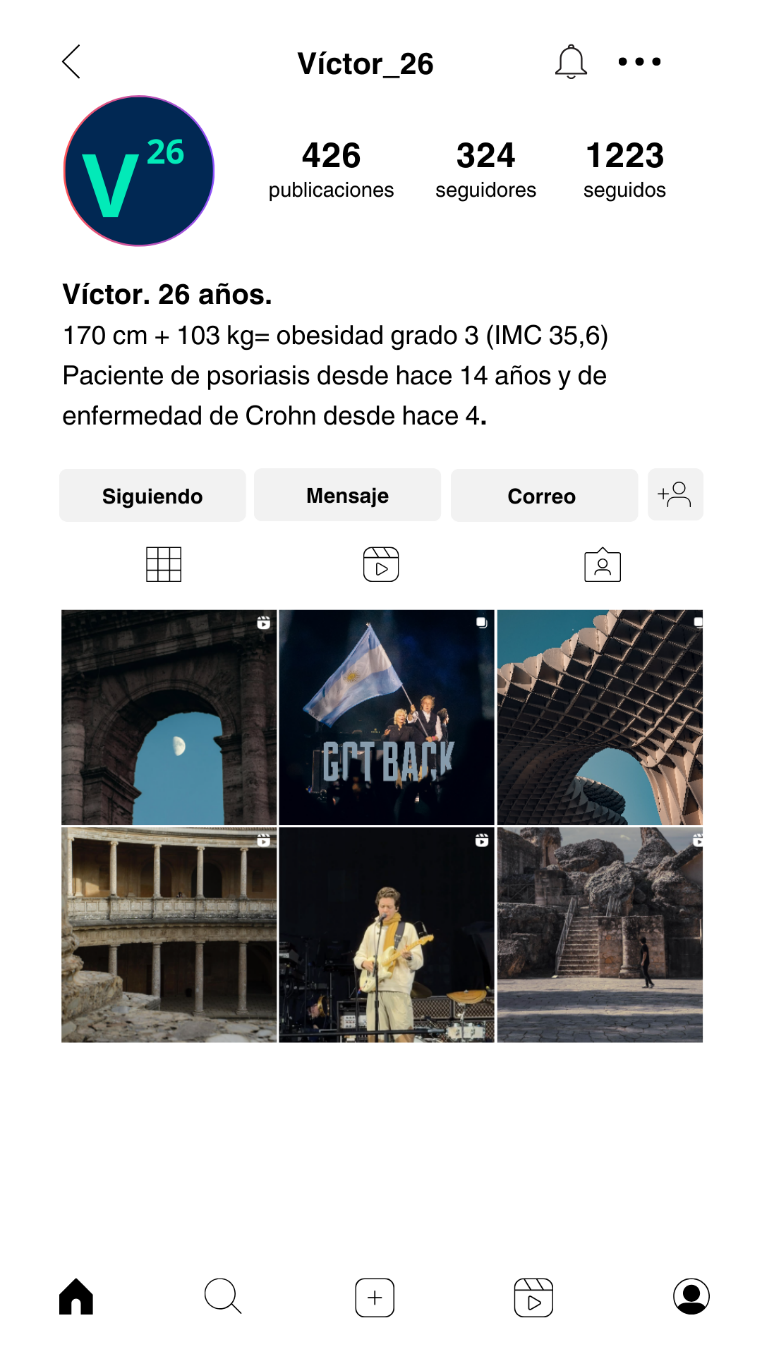 Víctor_26
V 26
426 324 1223
publicaciones seguidores seguidos
Víctor. 26 años.
170 cm + 103 kg= obesidad grado 3 (IMC 35,6)
Paciente de psoriasis desde hace 14 años y de
enfermedad de Crohn desde hace 4.
Siguiendo Mensaje Correo
GOT BACK